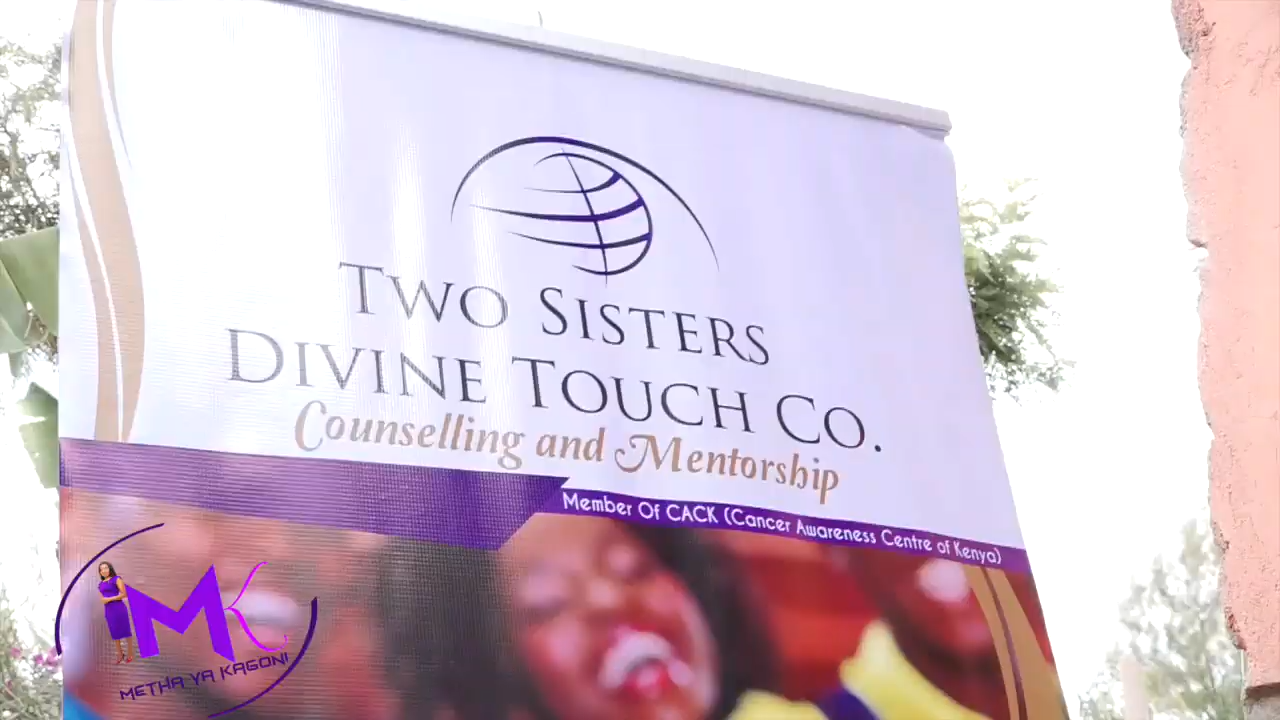 Two Sisters
Divine Touch Co.
Counselling and Mentorship
Member Of CACK (Cancer Awareness Centre of Kenya)
MK
METHA YA KAGONI